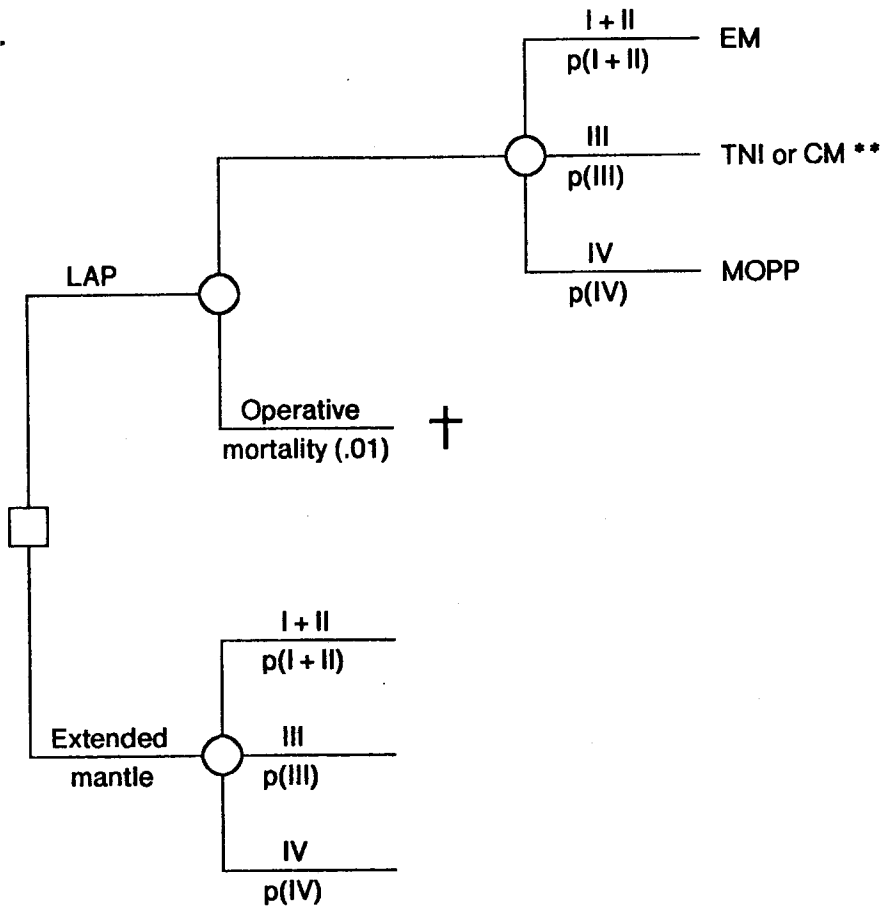 I + II
p(I + II)
EM
III
p(III)
TNI or CM **
IV
p(IV)
MOPP
LAP
Operative
mortality (.01)
†
Extended
mantle
I + II
p(I + II)
III
p(III)
IV
p(IV)